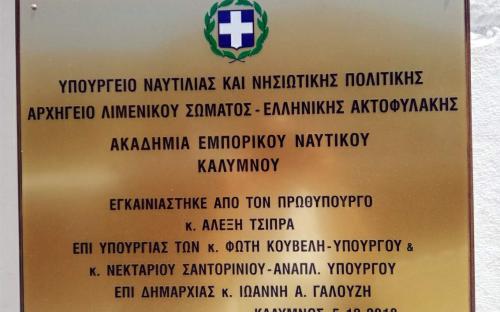 ΥΠΟΥΡΓΕΙΟ ΝΑΥΤΙΛΙΑΣ ΚΑΙ ΝΗΣΙΩΤΙΚΗΣ ΠΟΛΙΤΙΚΗΣ
ΑΡΧΗΓΕΙΟ ΛΙΜΕΝΙΚΟΥ ΣΩΜΑΤΟΣ - ΕΛΛΗΝΙΚΗΣ ΑΚΤΟΦΥΛΑΚΗΣ
ΑΚΑΔΗΜΙΑ ΕΜΠΟΡΙΚΟΥ ΝΑΥΤΙΚΟΥ
ΚΑΛΥΜΝΟΥ
ΕΓΚΑΙΝΙΑΣΤΗΚΕ ΑΠΟ ΤΟΝ ΠΡΩΘΥΠΟΥΡΓΟ
κ. ΑΛΕΞΗ ΤΣΙΠΡΑ
ΕΠΙ ΥΠΟΥΡΓΙΑΣ ΤΩΝ κ. ΦΩΤΗ ΚΟΥΒΕΛΗ-ΥΠΟΥΡΓΟΥ &
κ. ΝΕΚΤΑΡΙΟΥ ΣΑΝΤΟΡΙΝΙΟΥ-ΑΝΑΠΛ. ΥΠΟΥΡΓΟΥ
ΕΠΙ ΔΗΜΑΡΧΙΑΣ κ. ΙΩΑΝΝΗ Α. ΓΑΛΟΥΖΗ
ΚΑΛΥΜΝΟΣ